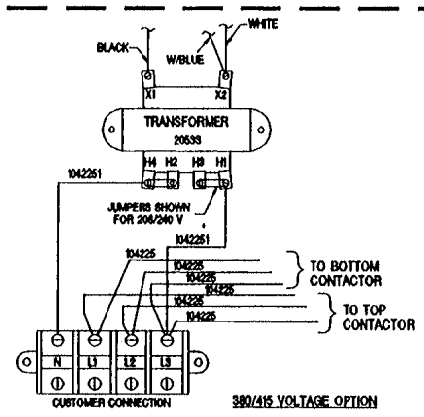 BLACK
W/BLUE
WHITE
X1 X2
TRANSFORMER
20533
H4 H2 H3 H1
1042251
JUMPERS SHOWN
FOR 208/240 V
1042251
104225
104225
104225
104225
104225
104225
TO BOTTOM
CONTACTOR
TO TOP
CONTACTOR
N L1 L2 L3
CUSTOMER CONNECTION
380/415 VOLTAGE OPTION